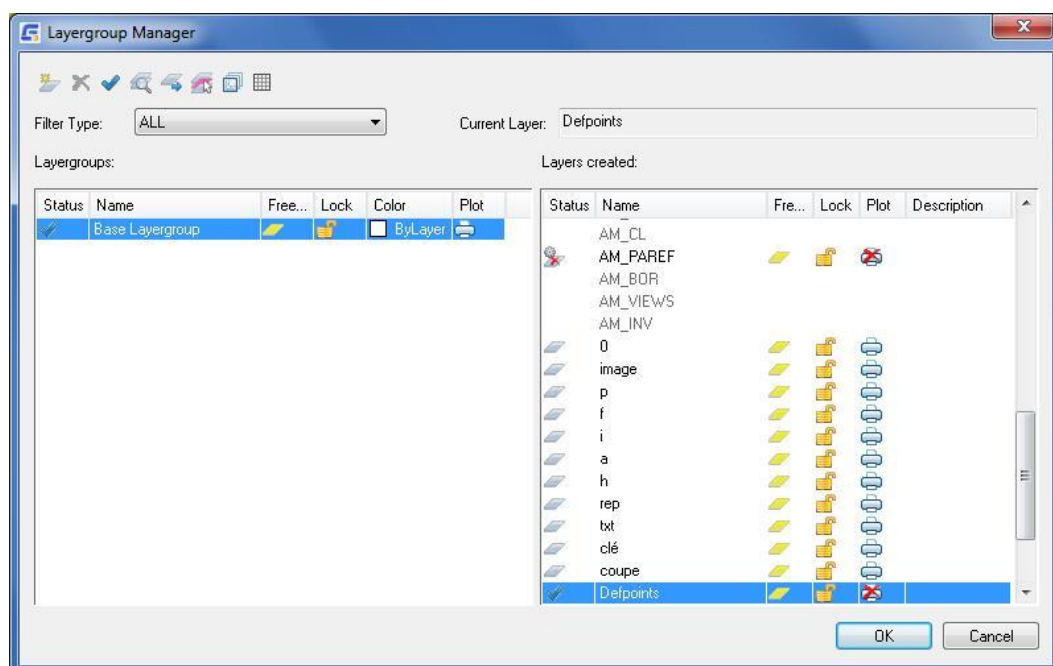 Layergroup Manager
Filter Type: ALL Current Layer: Defpoints
Layergroups: Layers created:
Status Name Free... Lock Color Plot Status Name Fre... Lock Plot Description
Base Layergroup ByLayer
AM_CL
AM_PAREF
AM_BOR
AM_VIEWS
AM_INV
0
image
p
f
i
a
h
rep
txt
clé
coupe
Defpoints
OK Cancel